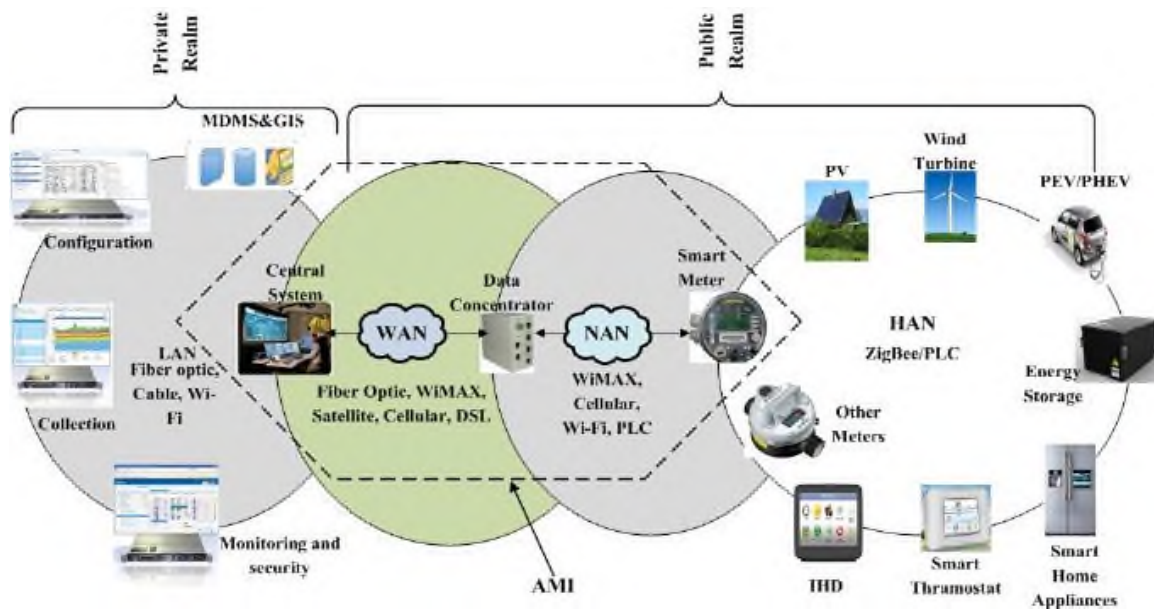 Private
Realm
Public
Realm
MDMS&GIS
Configuration
Collection
LAN
Fiber optic,
Cable, Wi-
Fi
Monitoring and
security
Central
System
WAN
Fiber Optic, WiMAX,
Satellite, Cellular, DSL
Data
Concentrator
NAN
WiMAX,
Cellular,
Wi-Fi, PLC
Smart
Meter
AMI
PV
Wind
Turbine
PEV/PHEV
HAN
ZigBee/PLC
Energy
Storage
Other
Meters
IHD
Smart
Thramostat
Smart
Home
Appliances